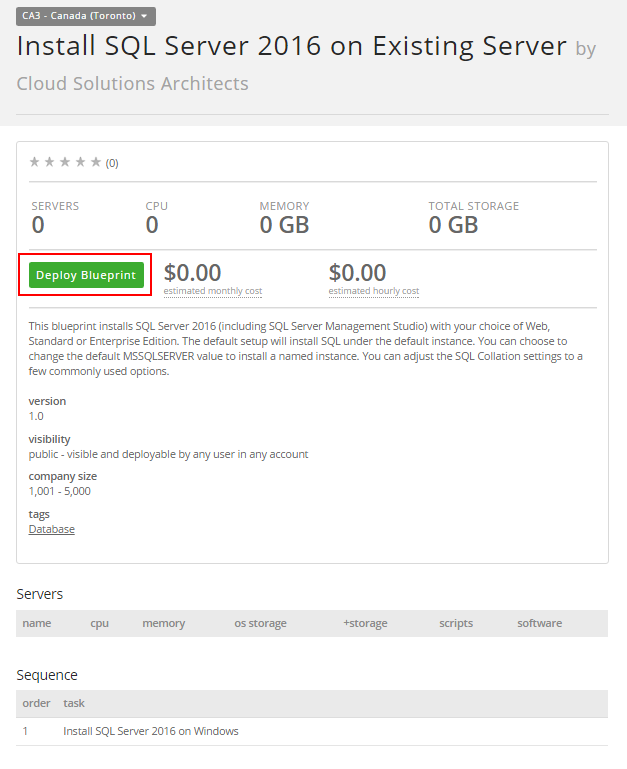 CA3 - Canada (Toronto)
Install SQL Server 2016 on Existing Server by
Cloud Solutions Architects
(0)
SERVERS CPU MEMORY TOTAL STORAGE
0 0 0 GB 0 GB
Deploy Blueprint $0.00 $0.00
estimated monthly cost estimated hourly cost
This blueprint installs SQL Server 2016 (including SQL Server Management Studio) with your choice of Web,
Standard or Enterprise Edition. The default setup will install SQL under the default instance. You can choose to
change the default MSSQLSERVER value to install a named instance. You can adjust the SQL Collation settings to a
few commonly used options.
version
1.0
visibility
public - visible and deployable by any user in any account
company size
1,001 - 5,000
tags
Database
Servers
name cpu memory os storage +storage scripts software
Sequence
order task
1 Install SQL Server 2016 on Windows